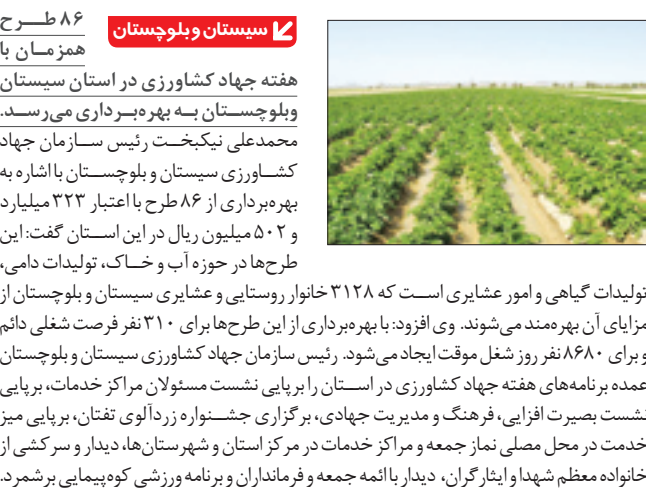 سیستان و بلوچستان
۸۶ طــرح
همزمـان با
هفته جهاد کشاورزی در استان سیستان
وبلوچســتان بـه بهره‌بـرداری می‌رسـد.
محمدعلی نیکبخـت رئیس سـازمان جهاد
کشـاورزی سیستان و بلوچسـتان با اشاره به
بهره‌برداری از ۸۶ طرح با اعتبار ۳۲۳ میلیارد
و ۵۰۲ میلیون ریال در این اسـتان گفت: این
طرح‌ها در حوزه آب و خـاک، تولیدات دامی،
تولیدات گیاهی و امور عشایری اسـت که ۳۱۲۸ خانوار روستایی و عشایری سیستان و بلوچستان از
مزایای آن بهره‌مند می‌شوند. وی افزود: با بهره‌برداری از این طرح‌ها برای ۳۱۰ نفر فرصت شغلی دائم
و برای ۸۶۸۰ نفر روز شغل موقت ایجاد می‌شود. رئیس سازمان جهاد کشاورزی سیستان و بلوچستان
عمده برنامه‌های هفته جهاد کشاورزی در اسـتان را برپایی نشست مسئولان مراکز خدمات، برپایی
نشست بصیرت افزایی، فرهنگ و مدیریت جهادی، برگزاری جشـنواره زردآلوی تفتان، برپایی میز
خدمت در محل مصلی نماز جمعه و مراکز خدمات در مرکز استان و شهرستان‌ها، دیدار و سرکشی از
خانواده معظم شهدا و ایثارگران، دیدار با ائمه جمعه و فرمانداران و برنامه ورزشی کوه‌پیمایی برشمرد.